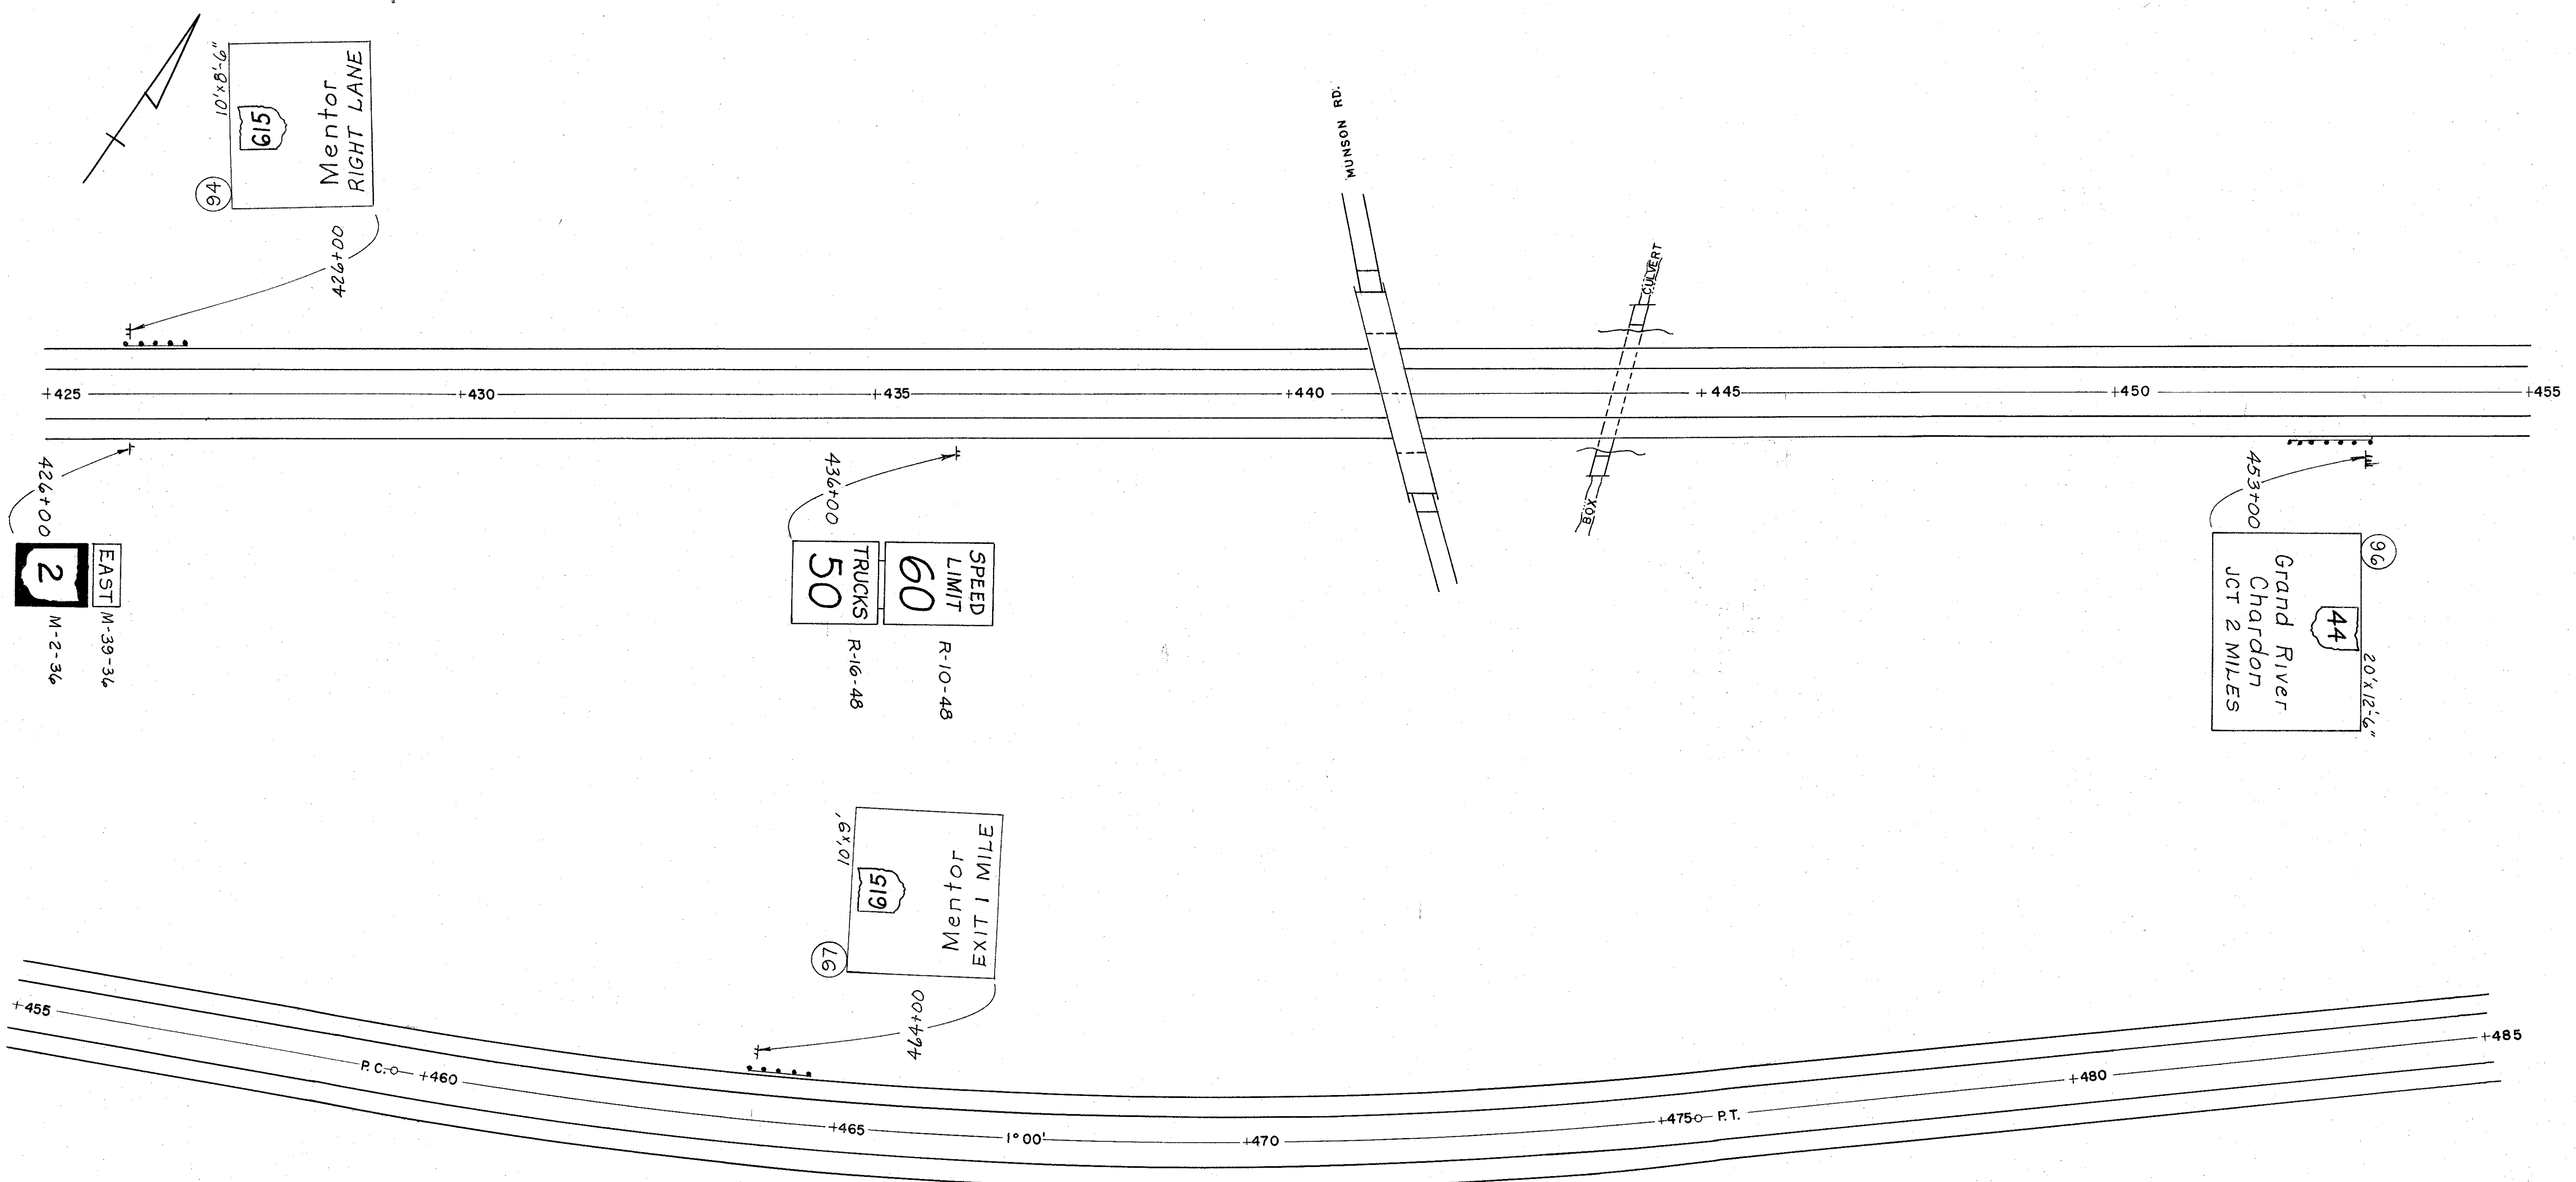 10'x8'-6"
615
Mentor
RIGHT LANE
94
426+00
MUNSON RD.
BOX CULVERT
+425
+430
+435
+440
+445
+450
+455
426+00
EAST
2
M-39-36
M-2-36
436+00
SPEED
LIMIT
60
TRUCKS
50
R-10-48
R-16-48
453+00
96
20'x12'-6"
44
Grand River
Chardon
JCT 2 MILES
10'x9'
615
Mentor
EXIT 1 MILE
97
464+00
+455
P.C.
+460
+465
1°00'
+470
+475
P.T.
+480
+485